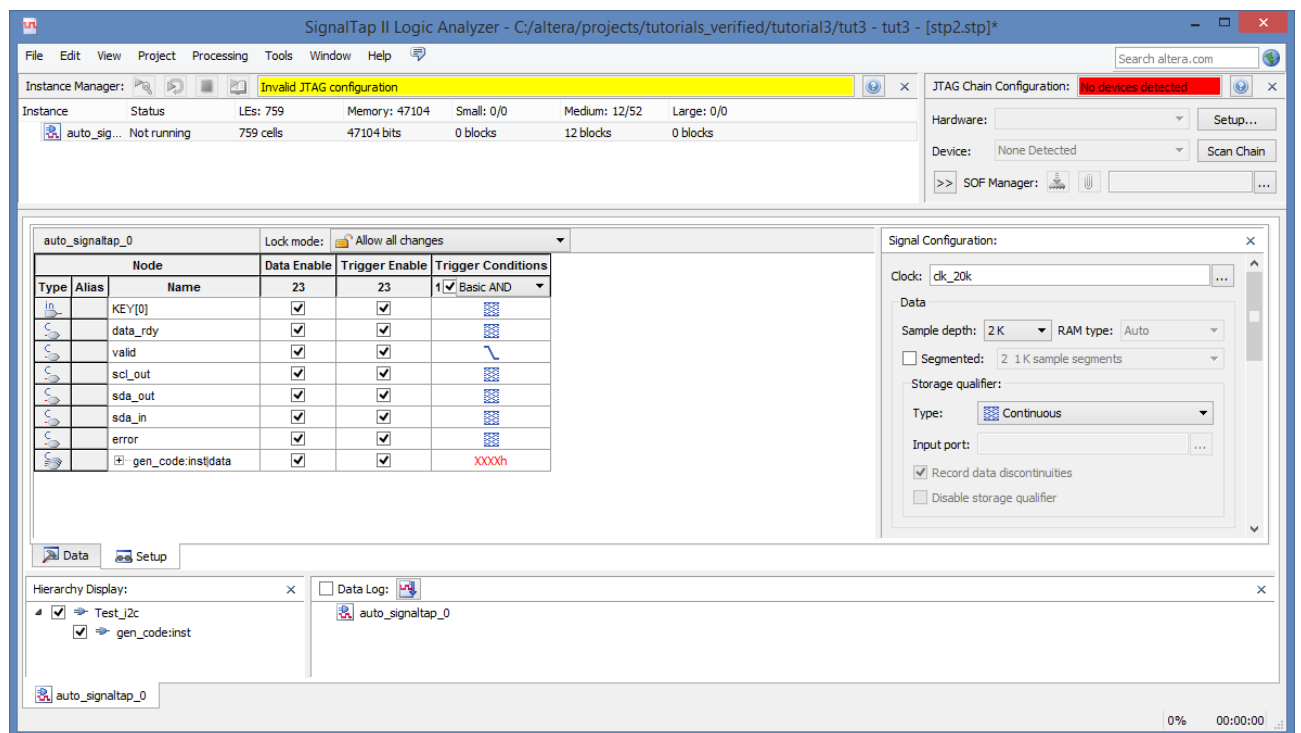 SignalTap II Logic Analyzer - C:/altera/projects/tutorials_verified/tutorial3/tut3 - tut3 - [stp2.stp]*
File Edit View Project Processing Tools Window Help
Search altera.com
Instance Manager: Invalid JTAG configuration
JTAG Chain Configuration: No devices detected
Instance Status LEs: 759 Memory: 47104 Small: 0/0 Medium: 12/52 Large: 0/0
auto_sig... Not running 759 cells 47104 bits 0 blocks 12 blocks 0 blocks
Hardware: Setup...
Device: None Detected Scan Chain
>> SOF Manager: ...
auto_signaltap_0 Lock mode: Allow all changes
Node Data Enable Trigger Enable Trigger Conditions
Type Alias Name 23 23 1 Basic AND
in KEY[0]
data_rdy
valid
scl_out
sda_out
sda_in
error
gen_code:inst|data XXXXh
Signal Configuration:
Clock: clk_20k ...
Data
Sample depth: 2 K RAM type: Auto
Segmented: 2 1 K sample segments
Storage qualifier:
Type: Continuous
Input port: ...
Record data discontinuities
Disable storage qualifier
Data Setup
Hierarchy Display:
Test_i2c
gen_code:inst
Data Log:
auto_signaltap_0
auto_signaltap_0
0% 00:00:00